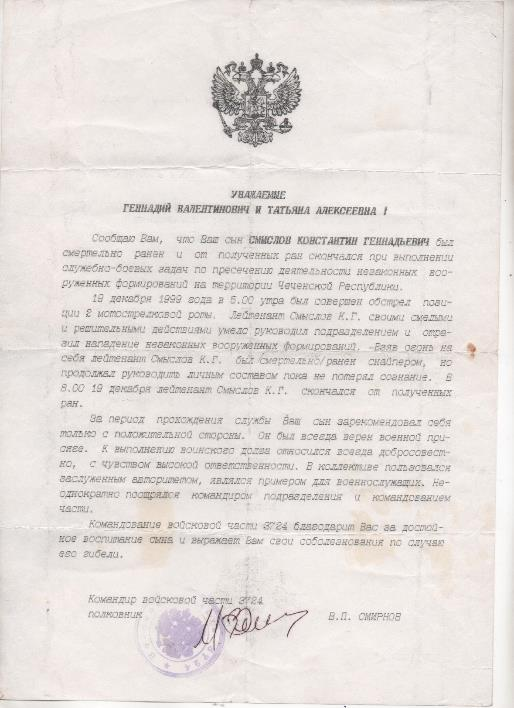 УВАЖАЕМЫЕ
ГЕННАДИЙ ВАЛЕНТИНОВИЧ И ТАТЬЯНА АЛЕКСЕЕВНА !
Сообщаю Вам, что Ваш сын СМЫСЛОВ КОНСТАНТИН ГЕННАДЬЕВИЧ был
смертельно ранен и от полученных ран скончался при выполнении
служебно-боевых задач по пресечению деятельности незаконных воо-
руженных формирований на территории Чеченской Республики.
19 декабря 1999 года в 5.00 утра был совершен обстрел пози-
ции 2 мотострелковой роты. Лейтенант Смыслов К.Г. своими смелыми
и решительными действиями умело руководил подразделением и отра-
зил нападение незаконных вооруженных формирований. Взяв огонь на
себя лейтенант Смыслов К.Г. был смертельно ранен снайпером, но
продолжал руководить личным составом пока не потерял сознание. В
8.00 19 декабря лейтенант Смыслов К.Г. скончался от полученных
ран.
За период прохождения службы Ваш сын зарекомендовал себя
только с положительной стороны. Он был всегда верен военной при-
сяге. К выполнению воинского долга относился всегда добросовест-
но, с чувством высокой ответственности. В коллективе пользовался
заслуженным авторитетом, являлся примером для военнослужащих. Не-
однократно поощрялся командиром подразделения и командованием
части.
Командование войсковой части 3724 благодарит Вас за достой-
ное воспитание сына и выражает Вам свои соболезнования по случаю
его гибели.
Командир войсковой части 3724
полковник В.П. СМИРНОВ